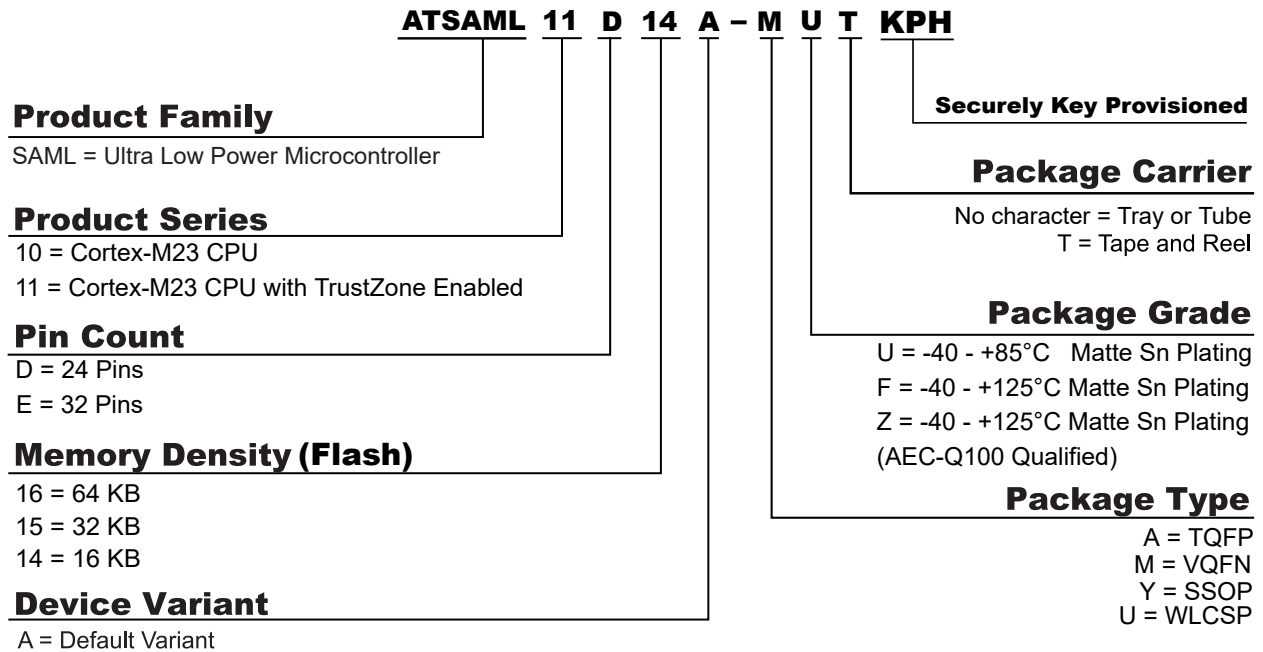 ATSAML 11 D 14 A – M U T KPH
Product Family
SAML = Ultra Low Power Microcontroller
Product Series
10 = Cortex-M23 CPU
11 = Cortex-M23 CPU with TrustZone Enabled
Pin Count
D = 24 Pins
E = 32 Pins
Memory Density (Flash)
16 = 64 KB
15 = 32 KB
14 = 16 KB
Device Variant
A = Default Variant
Securely Key Provisioned
Package Carrier
No character = Tray or Tube
T = Tape and Reel
Package Grade
U = -40 - +85°C Matte Sn Plating
F = -40 - +125°C Matte Sn Plating
Z = -40 - +125°C Matte Sn Plating
(AEC-Q100 Qualified)
Package Type
A = TQFP
M = VQFN
Y = SSOP
U = WLCSP